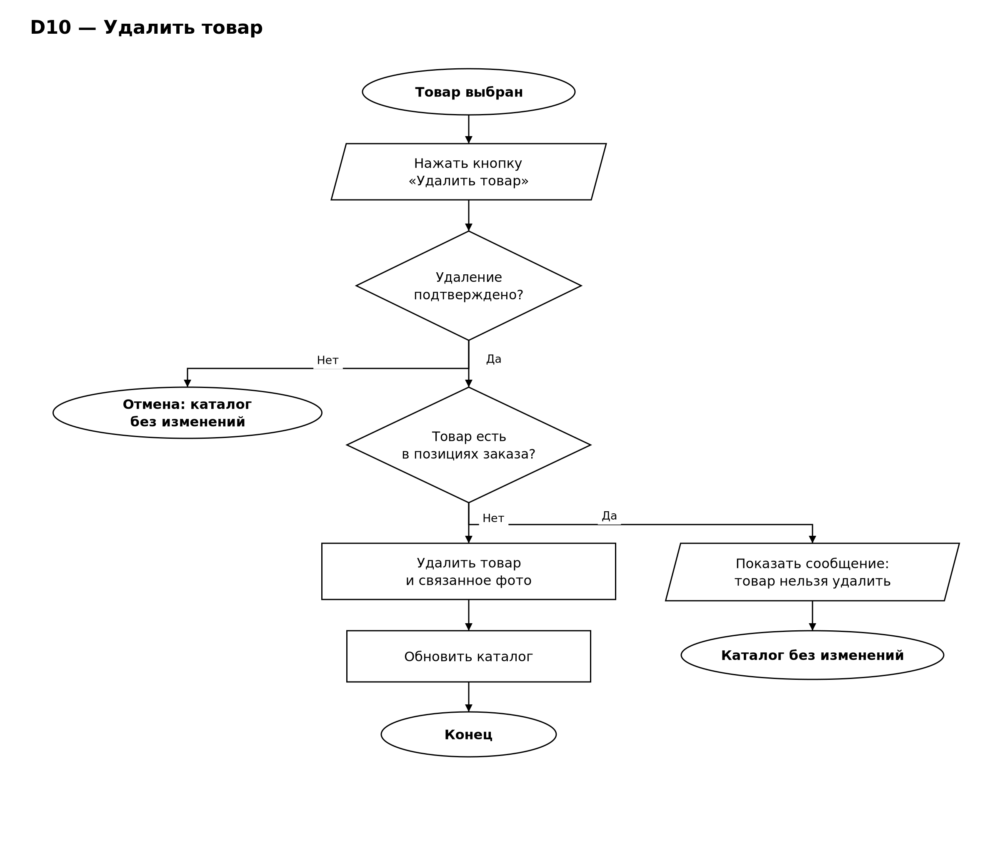 D10 — Удалить товар
Товар выбран
Нажать кнопку
«Удалить товар»
Удаление
подтверждено?
Нет
Да
Отмена: каталог
без изменений
Товар есть
в позициях заказа?
Нет
Да
Удалить товар
и связанное фото
Показать сообщение:
товар нельзя удалить
Обновить каталог
Каталог без изменений
Конец